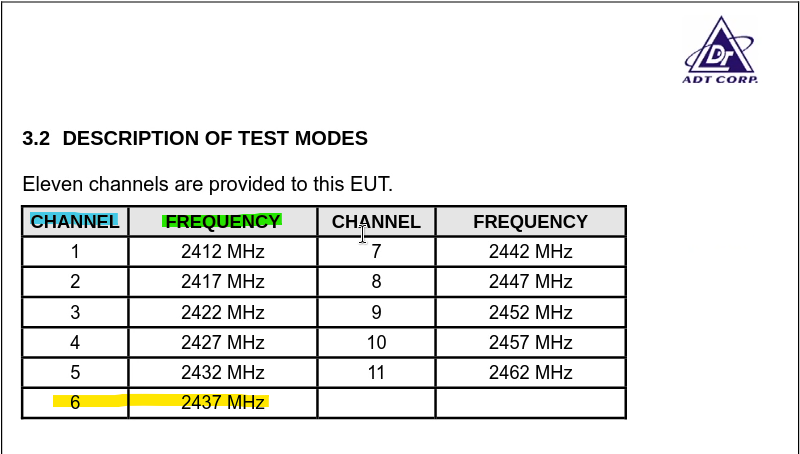 Dr
ADT CORP.
3.2 DESCRIPTION OF TEST MODES
Eleven channels are provided to this EUT.
CHANNEL FREQUENCY CHANNEL FREQUENCY
1 2412 MHz 7 2442 MHz
2 2417 MHz 8 2447 MHz
3 2422 MHz 9 2452 MHz
4 2427 MHz 10 2457 MHz
5 2432 MHz 11 2462 MHz
6 2437 MHz